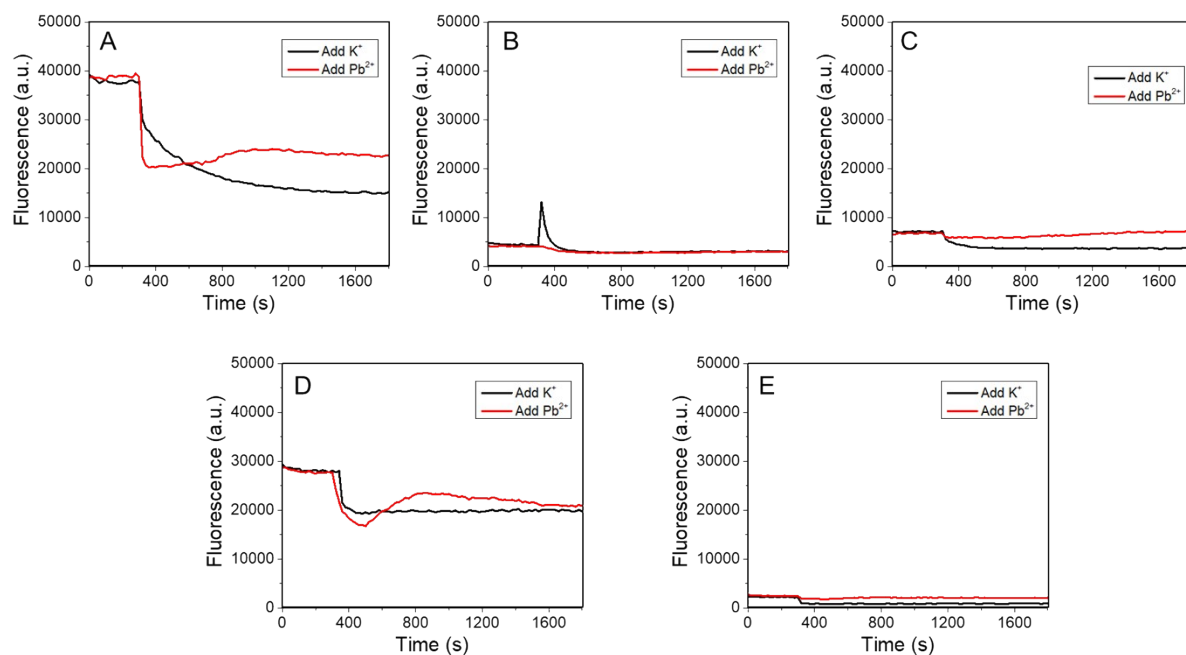 A
Add K⁺
Add Pb²⁺
Fluorescence (a.u.)
50000
40000
30000
20000
10000
0
0 400 800 1200 1600
Time (s)
B
Add K⁺
Add Pb²⁺
Fluorescence (a.u.)
50000
40000
30000
20000
10000
0
0 400 800 1200 1600
Time (s)
C
Add K⁺
Add Pb²⁺
Fluorescence (a.u.)
50000
40000
30000
20000
10000
0
0 400 800 1200 1600
Time (s)
D
Add K⁺
Add Pb²⁺
Fluorescence (a.u.)
50000
40000
30000
20000
10000
0
0 400 800 1200 1600
Time (s)
E
Add K⁺
Add Pb²⁺
Fluorescence (a.u.)
50000
40000
30000
20000
10000
0
0 400 800 1200 1600
Time (s)